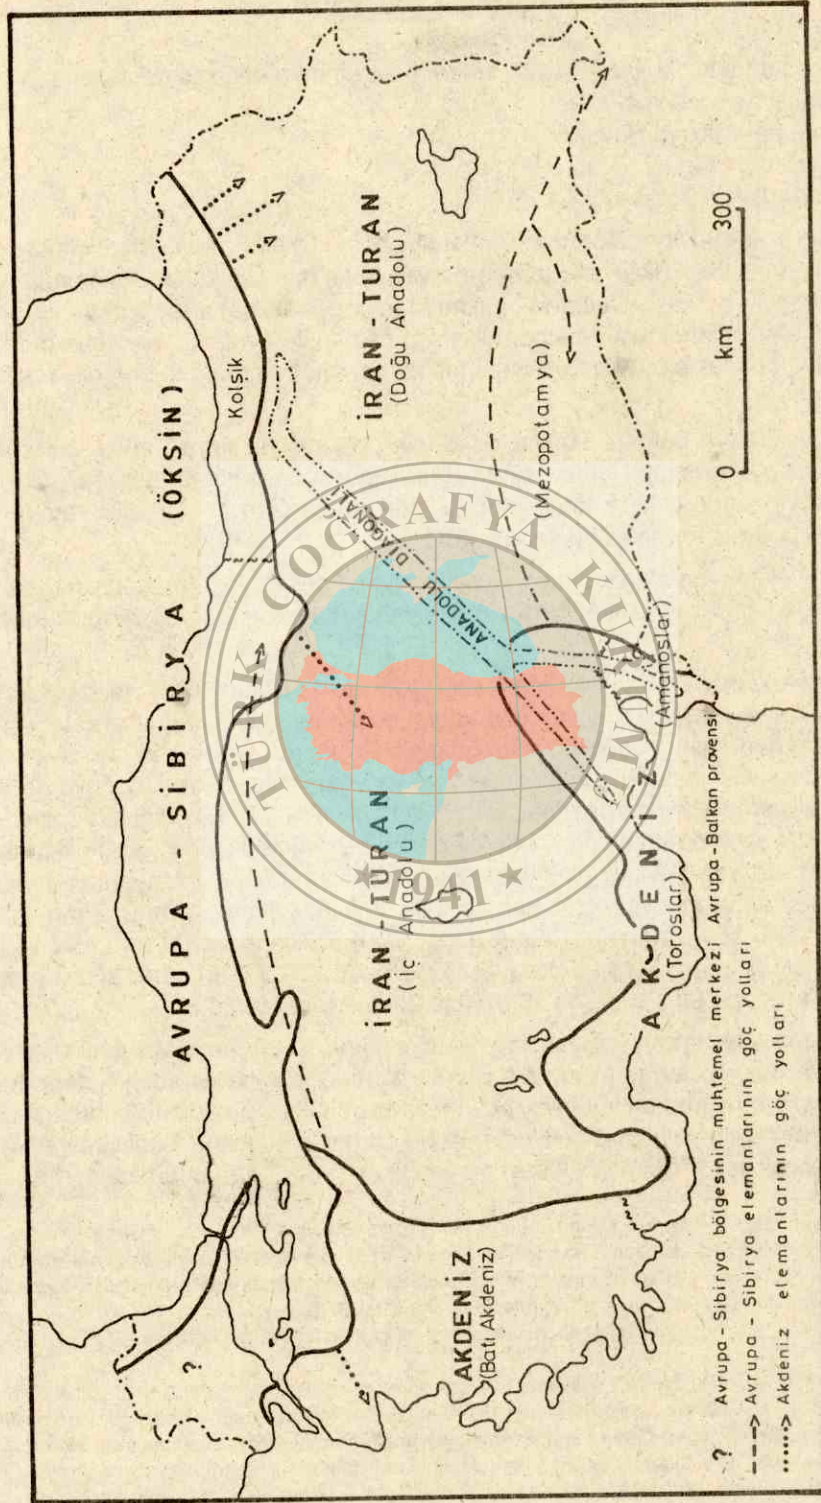 AVRUPA - SİBİRYA (ÖKSİN)
Kolşik
İRAN - TURAN
(Doğu Anadolu)
ANADOLU DIAGONALİ
İRAN - TURAN
(İç Anadolu)
(Mezopotamya)
AKDENİZ
(Batı Akdeniz)
AKDENİZ
(Toroslar)
(Amanoslar)
0 km 300
?
? Avrupa - Sibirya bölgesinin muhtemel merkezi Avrupa - Balkan provensi
Avrupa - Sibirya elemanlarının göç yolları
Akdeniz elemanlarının göç yolları
TÜRK COĞRAFYA KURUMU
1941